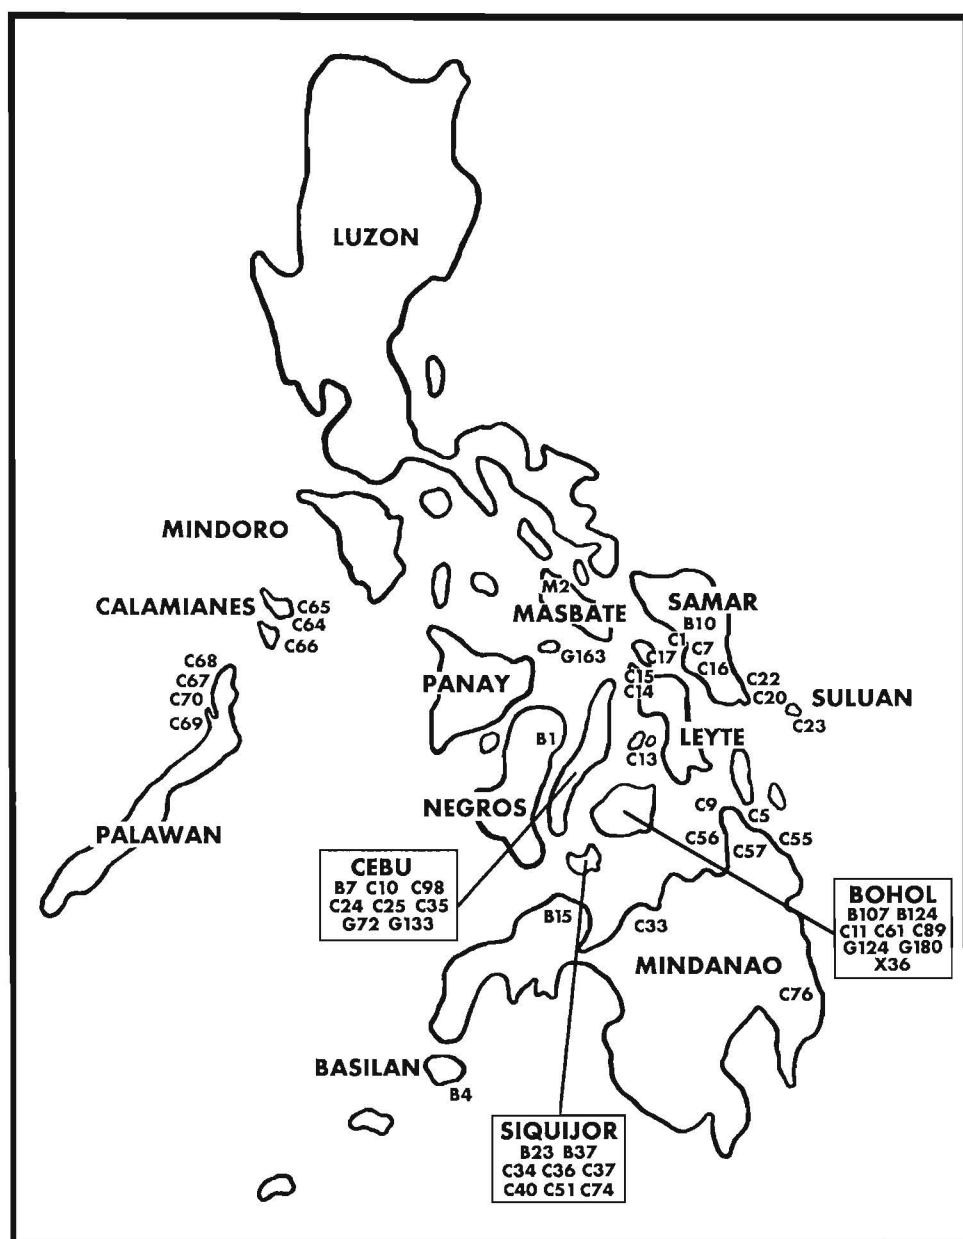 LUZON
MINDORO
CALAMIANES
C65
C64
C66
M2
MASBATE
G163
SAMAR
B10
C1
C7
C17
C16
C15
C14
C22
C20
SULUAN
C23
C68
C67
C70
C69
PANAY
PALAWAN
B1
NEGROS
LEYTE
C13
C9
C5
C56
C57
C55
CEBU
B7 C10 C98
C24 C25 C35
G72 G133
BOHOL
B107 B124
C11 C61 C89
G124 G180
X36
B15
C33
MINDANAO
C76
BASILAN
B4
SIQUIJOR
B23 B37
C34 C36 C37
C40 C51 C74